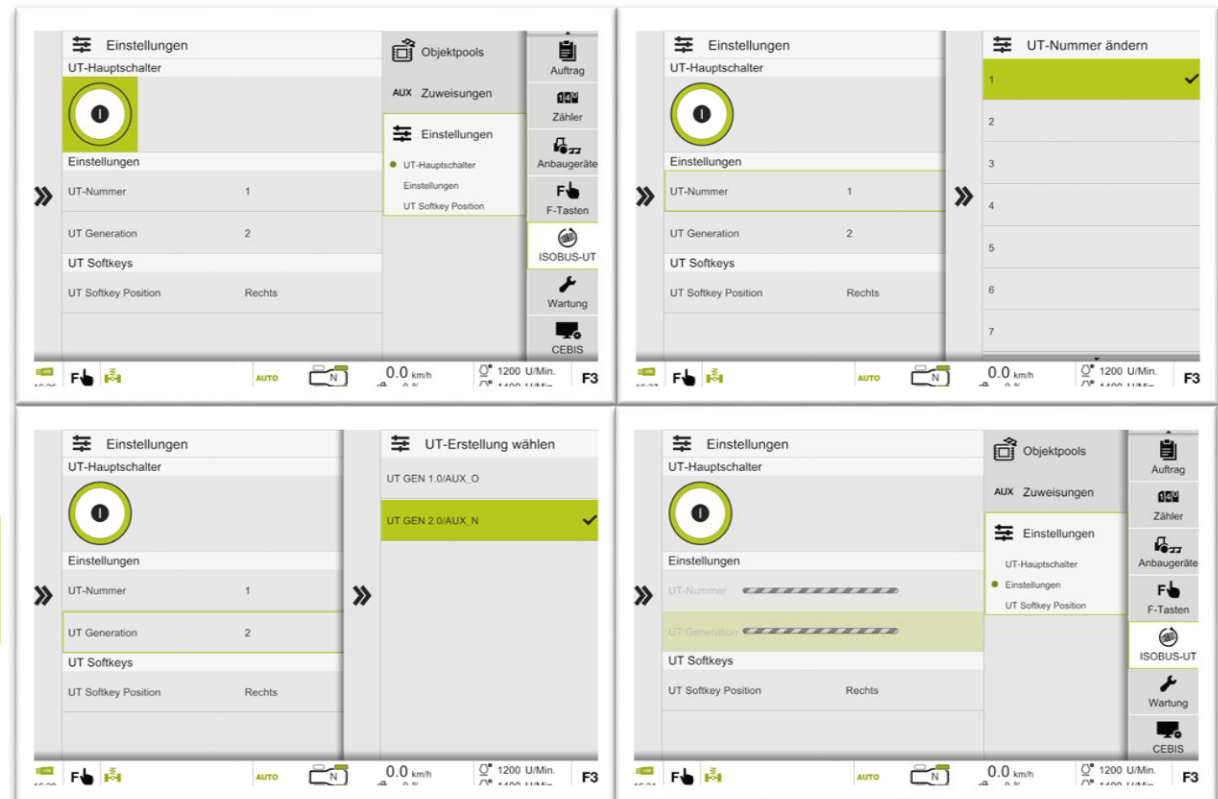 Einstellungen
UT-Hauptschalter
Einstellungen
UT-Nummer 1
UT Generation 2
UT Softkeys
UT Softkey Position Rechts
Objektpools
AUX Zuweisungen
Einstellungen
UT-Hauptschalter
Einstellungen
UT Softkey Position
Auftrag
Zähler
Anbaugeräte
F
F-Tasten
ISOBUS-UT
Wartung
CEBIS
F AUTO N 0.0 km/h 1200 U/Min. F3
Einstellungen
UT-Hauptschalter
Einstellungen
UT-Nummer 1
UT Generation 2
UT Softkeys
UT Softkey Position Rechts
UT-Nummer ändern
1
2
3
4
5
6
7
F AUTO N 0.0 km/h 1200 U/Min. F3
Einstellungen
UT-Hauptschalter
Einstellungen
UT-Nummer 1
UT Generation 2
UT Softkeys
UT Softkey Position Rechts
UT-Erstellung wählen
UT GEN 1.0/AUX_O
UT GEN 2.0/AUX_N
F AUTO N 0.0 km/h 1200 U/Min. F3
Einstellungen
UT-Hauptschalter
Einstellungen
UT-Nummer
UT Generation
UT Softkeys
UT Softkey Position Rechts
Objektpools
AUX Zuweisungen
Einstellungen
UT-Hauptschalter
Einstellungen
UT Softkey Position
Auftrag
Zähler
Anbaugeräte
F
F-Tasten
ISOBUS-UT
Wartung
CEBIS
F AUTO N 0.0 km/h 1200 U/Min. F3